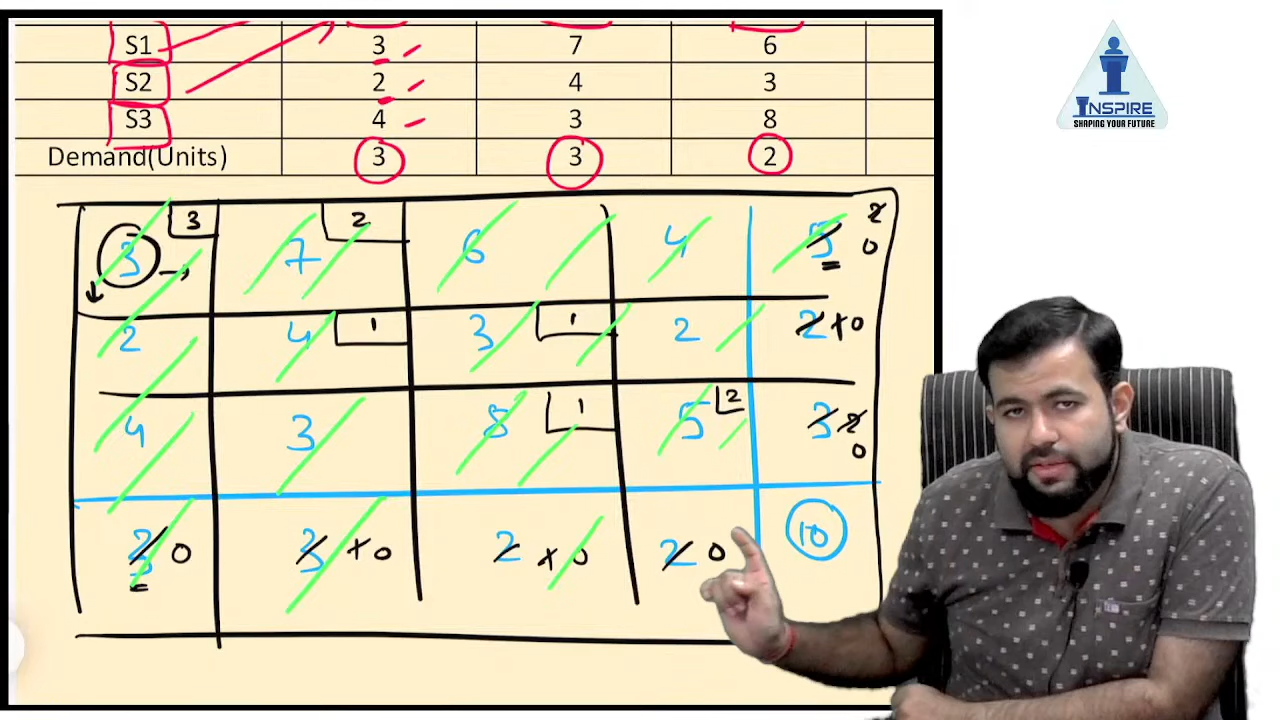 S1 3 7 6
S2 2 4 3
S3 4 3 8
Demand(Units) 3 3 2
3 3 7 2 6 4 5 2 0
2 4 1 3 1 2 2 1 0
4 3 8 1 5 2 3 2 0
3 0 3 1 0 2 1 0 2 0 10
INSPIRE
SHAPING YOUR FUTURE